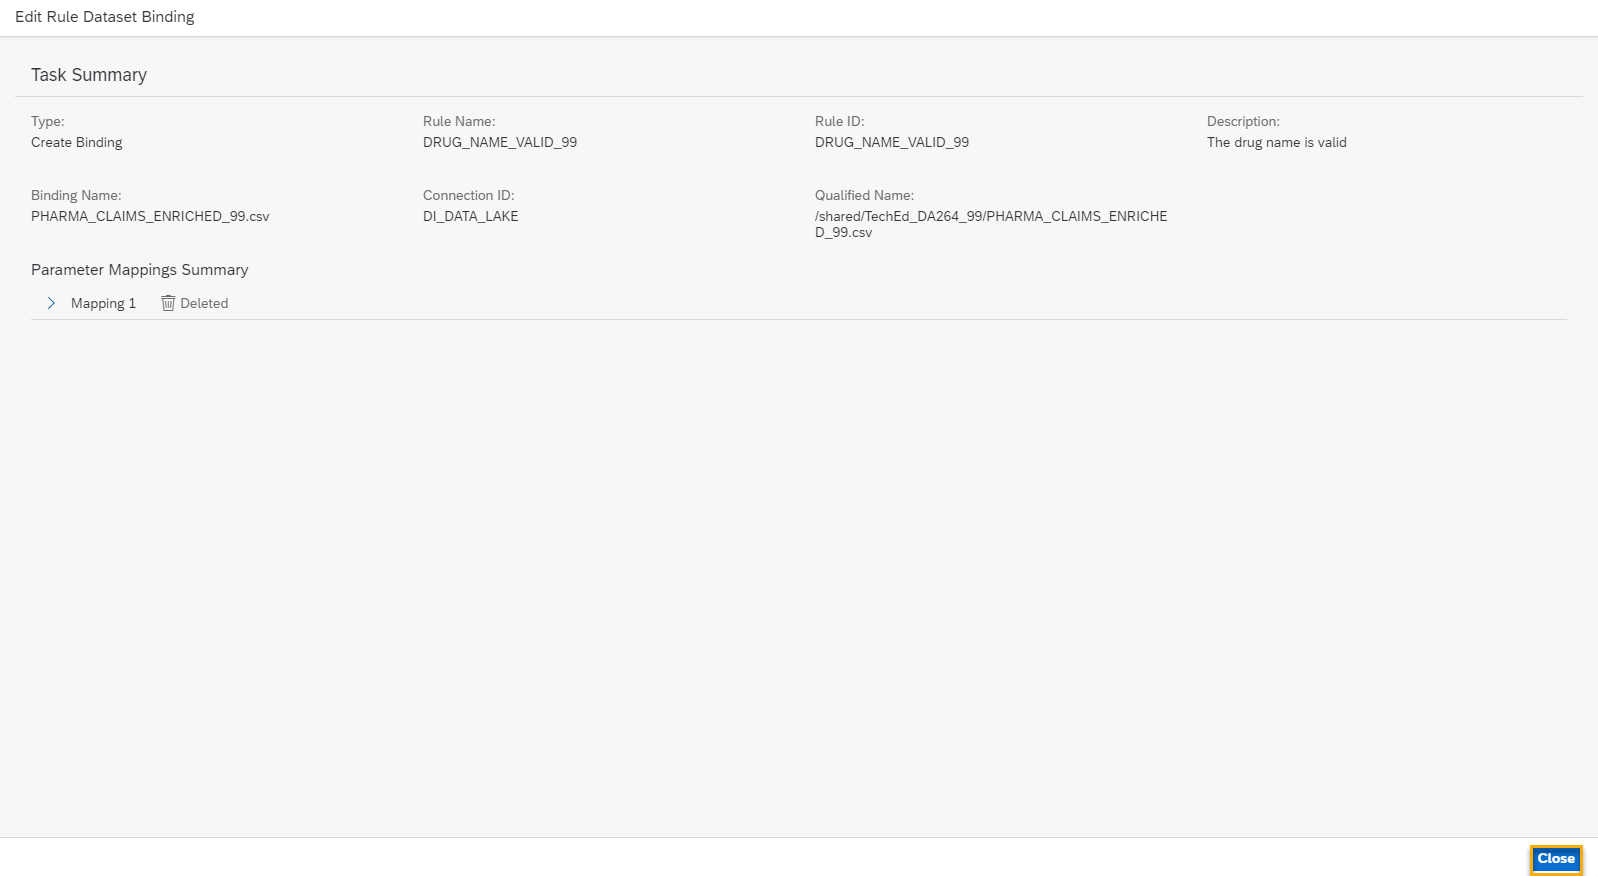 Edit Rule Dataset Binding
Task Summary
Type:
Create Binding
Rule Name:
DRUG_NAME_VALID_99
Rule ID:
DRUG_NAME_VALID_99
Description:
The drug name is valid
Binding Name:
PHARMA_CLAIMS_ENRICHED_99.csv
Connection ID:
DI_DATA_LAKE
Qualified Name:
/shared/TechEd_DA264_99/PHARMA_CLAIMS_ENRICHE
D_99.csv
Parameter Mappings Summary
Mapping 1 Deleted
Close